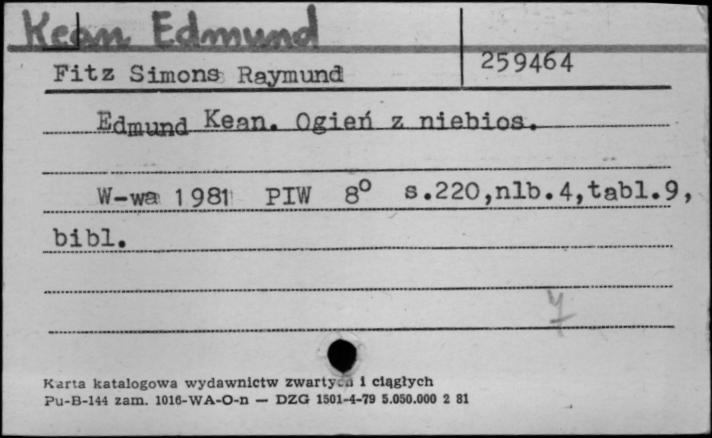 Kean Edmund
Fitz Simons Raymund 259464
Edmund Kean. Ogień z niebios.
W-wa 1981 PIW 8° s.220,nlb.4,tabl.9,
bibl.
7
Karta katalogowa wydawnictw zwartych i ciągłych
Pu-B-144 zam. 1016-WA-O-n — DZG 1501-4-79 5.050.000 2 81